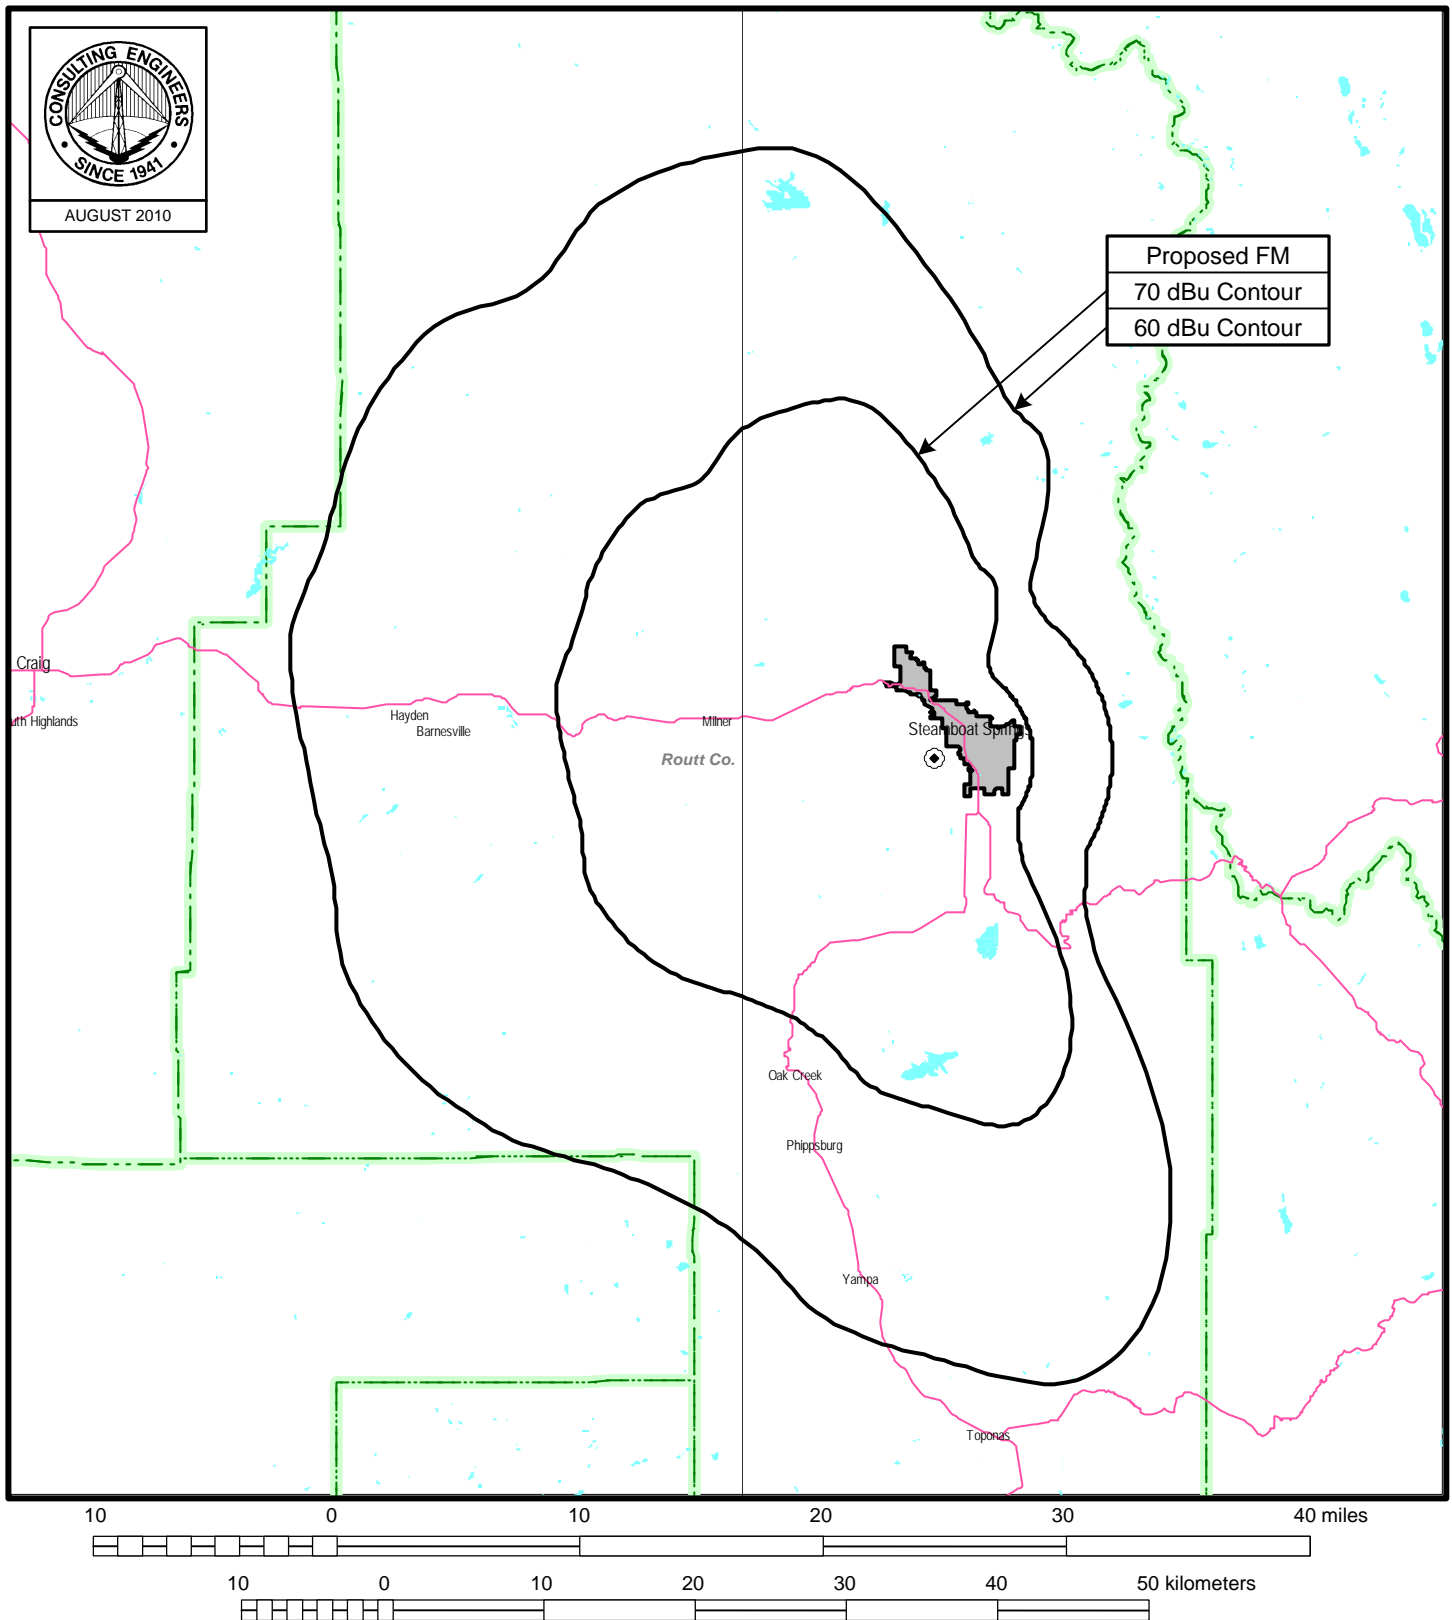 CONSULTING ENGINEERS
SINCE 1941
AUGUST 2010
Proposed FM
70 dBu Contour
60 dBu Contour
Craig
uth Highlands
Hayden
Barnesville
Milner
Steamboat Springs
Routt Co.
Oak Creek
Phippsburg
Yampa
Toponas
10 0 10 20 30 40 miles
10 0 10 20 30 40 50 kilometers